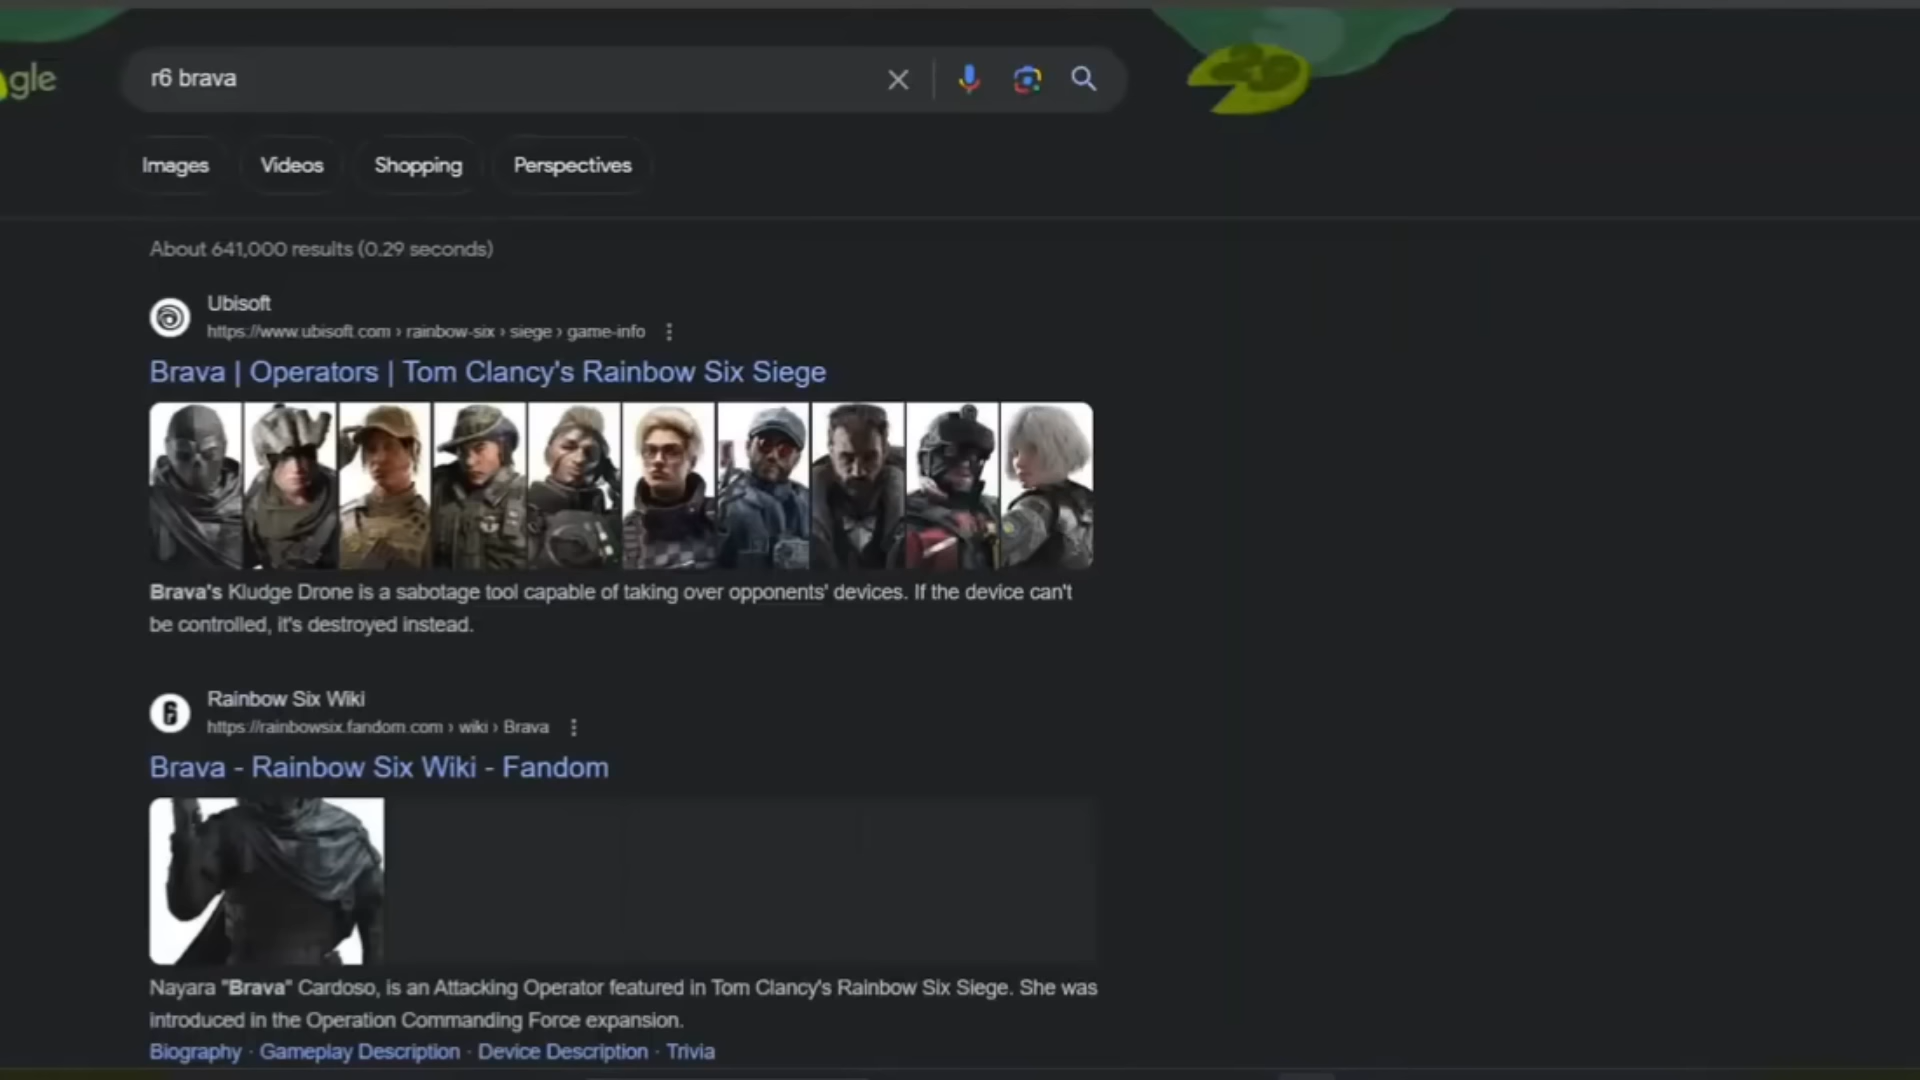 gle
r6 brava
Images
Videos
Shopping
Perspectives
About 641,000 results (0.29 seconds)
Ubisoft
https://www.ubisoft.com › rainbow-six › siege › game-info
Brava | Operators | Tom Clancy's Rainbow Six Siege
Brava's Kludge Drone is a sabotage tool capable of taking over opponents' devices. If the device can't
be controlled, it's destroyed instead.
Rainbow Six Wiki
https://rainbowsix.fandom.com › wiki › Brava
Brava - Rainbow Six Wiki - Fandom
Nayara "Brava" Cardoso, is an Attacking Operator featured in Tom Clancy's Rainbow Six Siege. She was
introduced in the Operation Commanding Force expansion.
Biography · Gameplay Description · Device Description · Trivia